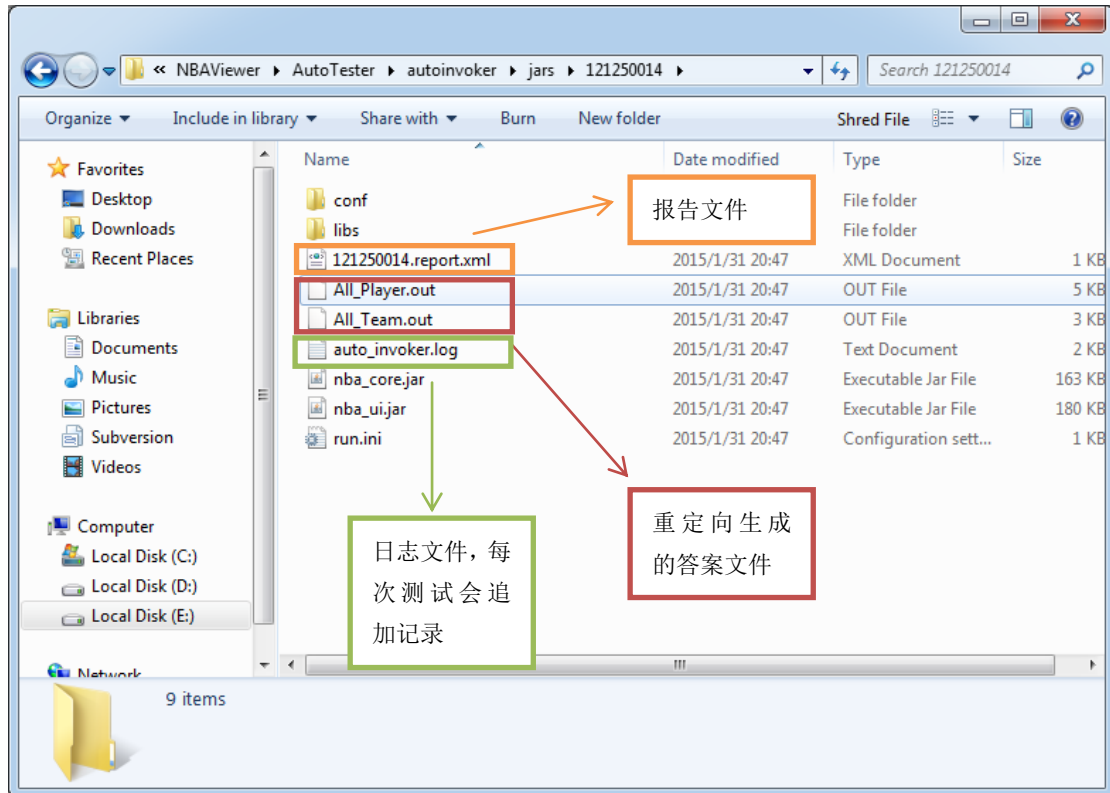 « NBAViewer ▸ AutoTester ▸ autoinvoker ▸ jars ▸ 121250014 ▸
Search 121250014
Organize ▾ Include in library ▾ Share with ▾ Burn New folder Shred File
Name Date modified Type Size
Favorites
Desktop
Downloads
Recent Places
Libraries
Documents
Music
Pictures
Subversion
Videos
Computer
Local Disk (C:)
Local Disk (D:)
Local Disk (E:)
Network
conf File folder
libs File folder
121250014.report.xml 2015/1/31 20:47 XML Document 1 KB
All_Player.out 2015/1/31 20:47 OUT File 5 KB
All_Team.out 2015/1/31 20:47 OUT File 3 KB
auto_invoker.log 2015/1/31 20:47 Text Document 2 KB
nba_core.jar 2015/1/31 20:47 Executable Jar File 163 KB
nba_ui.jar 2015/1/31 20:47 Executable Jar File 180 KB
run.ini 2015/1/31 20:47 Configuration sett... 1 KB
报告文件
重定向生成
的答案文件
日志文件，每
次测试会追
加记录
9 items